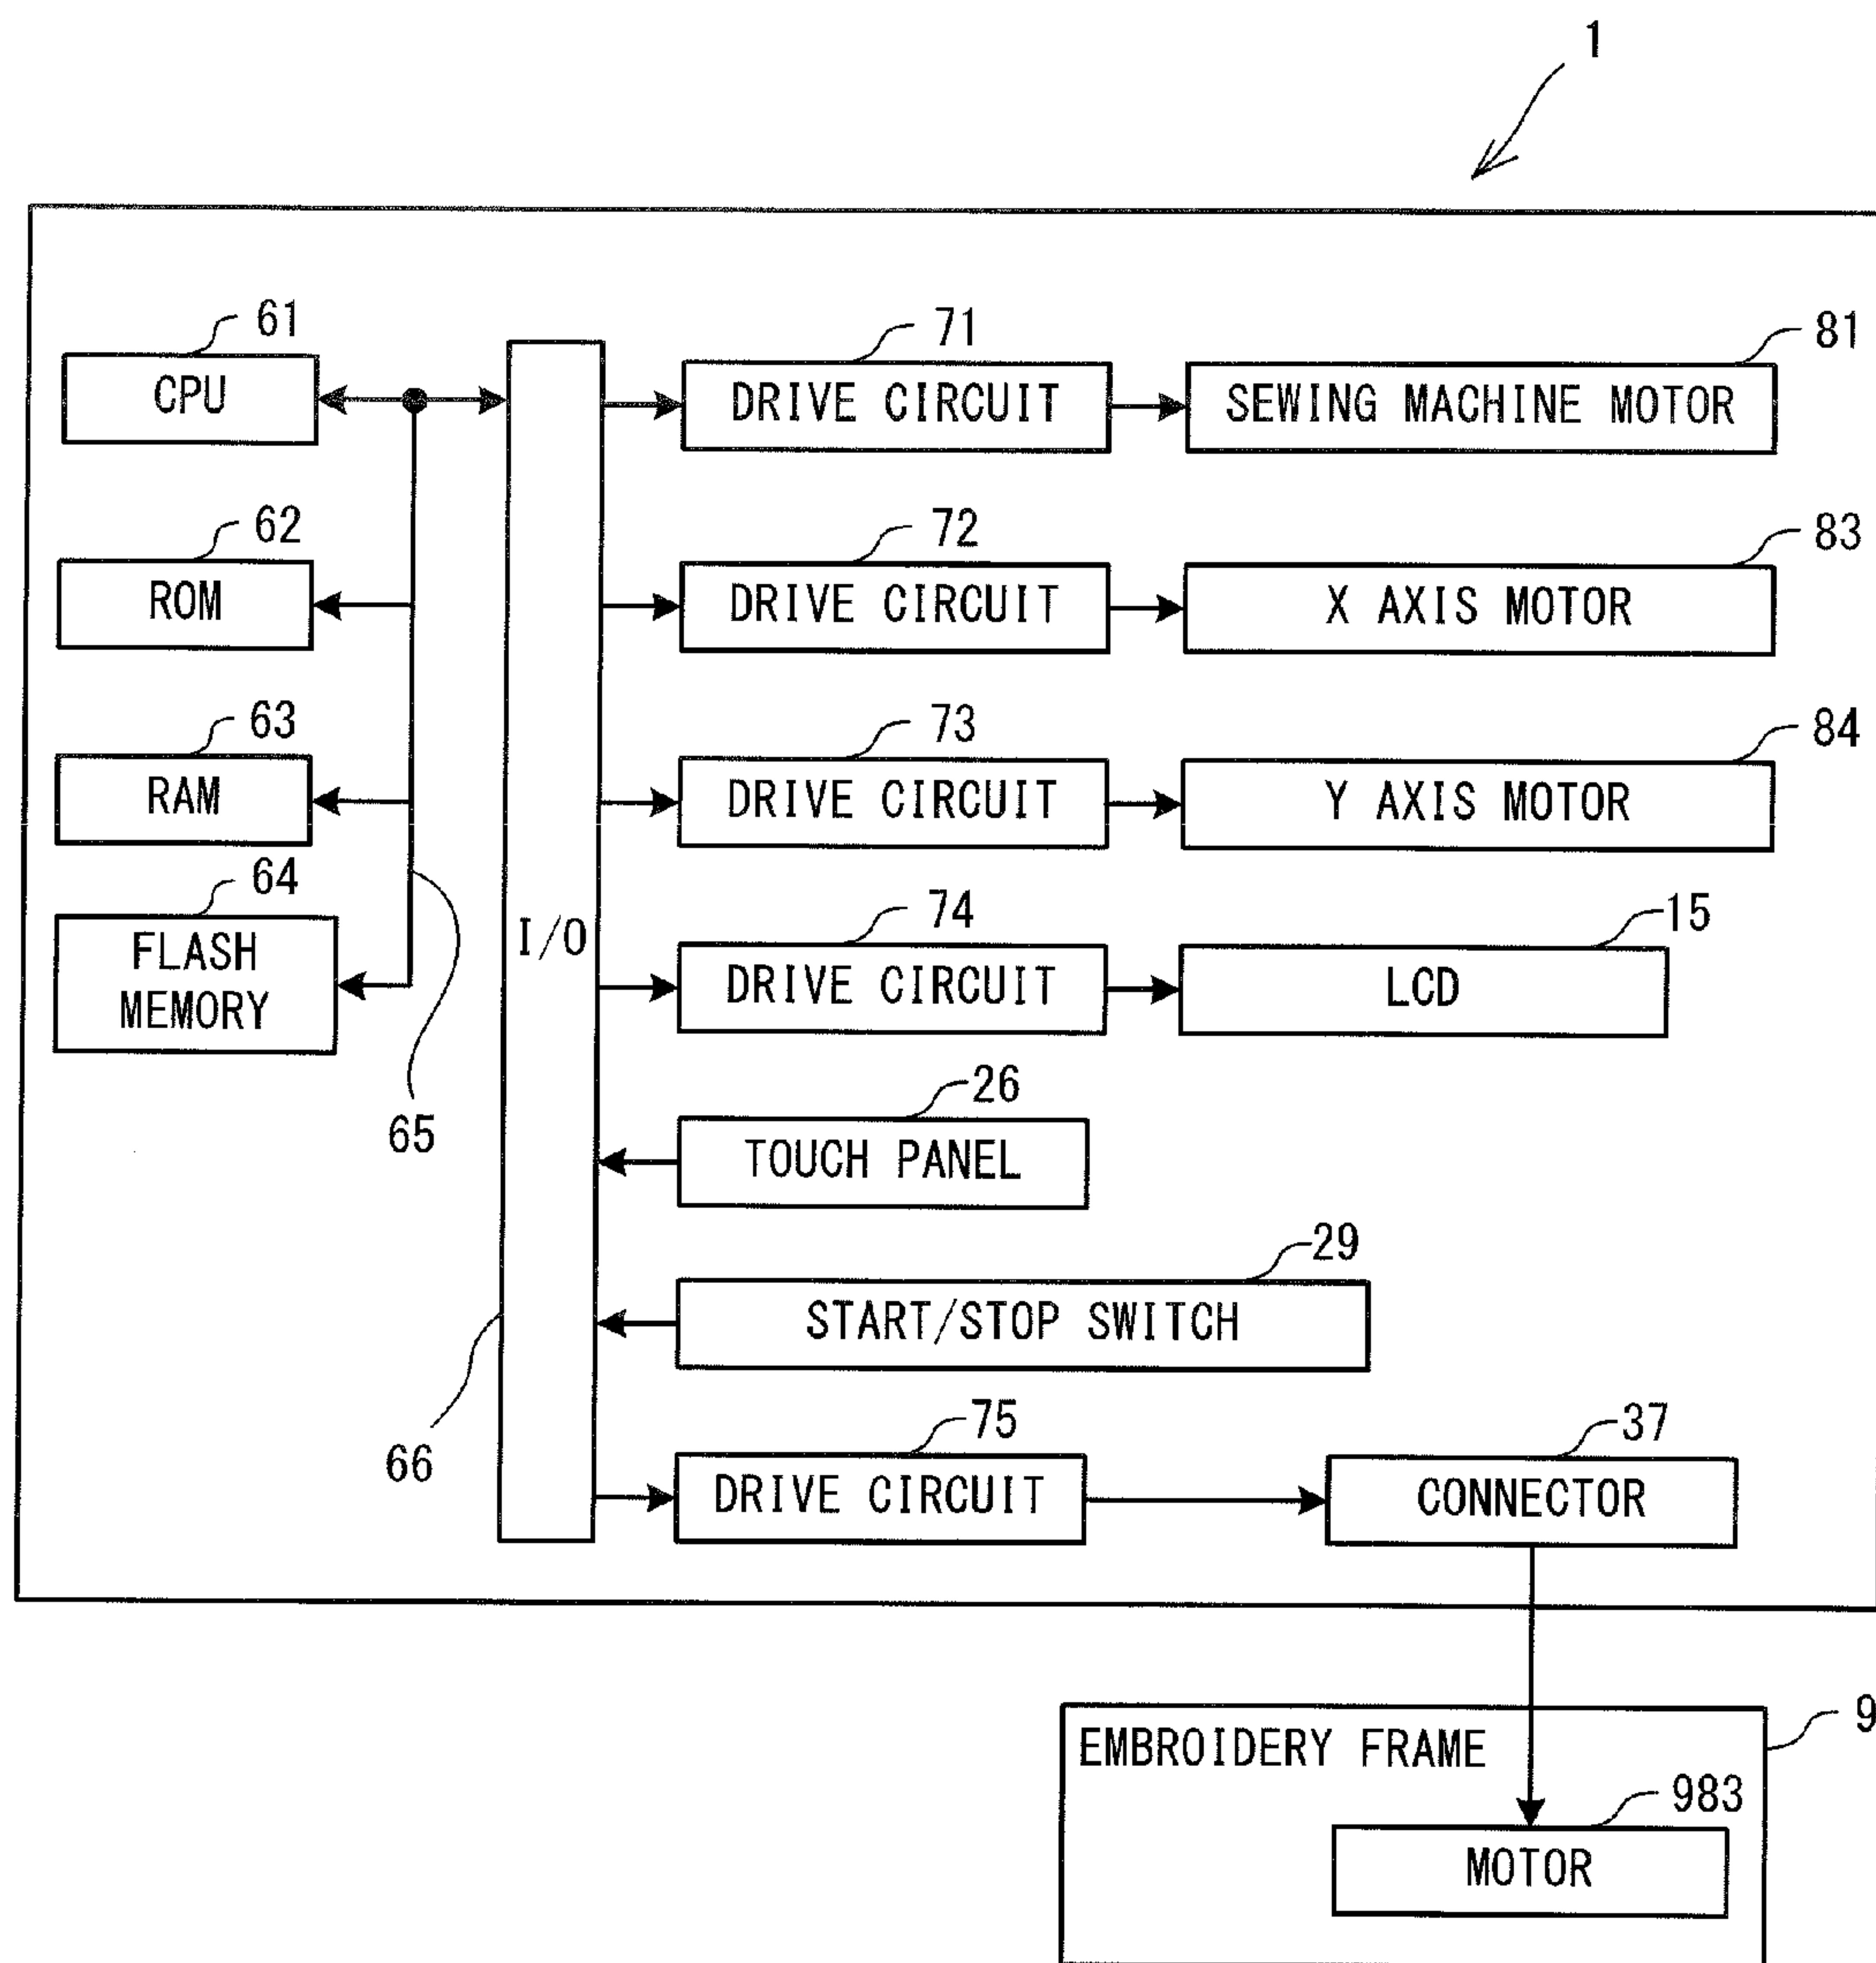 1
61
CPU
71
DRIVE CIRCUIT
81
SEWING MACHINE MOTOR
62
ROM
72
DRIVE CIRCUIT
83
X AXIS MOTOR
63
RAM
73
DRIVE CIRCUIT
84
Y AXIS MOTOR
64
FLASH
MEMORY
65
I/O
74
DRIVE CIRCUIT
15
LCD
26
TOUCH PANEL
29
START/STOP SWITCH
66
75
DRIVE CIRCUIT
37
CONNECTOR
9
EMBROIDERY FRAME
983
MOTOR